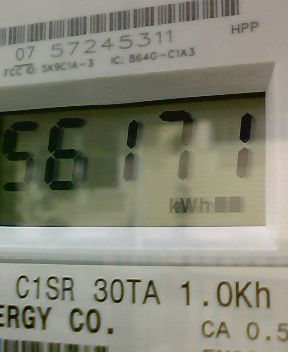 07 57245311
HPP
FCC ID: SK9C1A-3 IC: 864G-C1A3
56171
kWh
C1SR 30TA 1.0Kh
ERGY CO.
CA 0.5